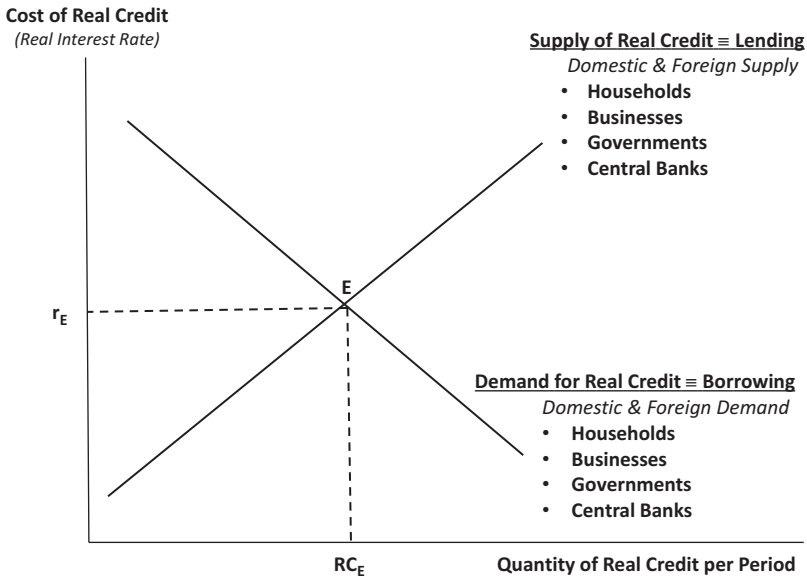 Cost of Real Credit
(Real Interest Rate)
Supply of Real Credit ≡ Lending
Domestic & Foreign Supply
• Households
• Businesses
• Governments
• Central Banks
E
rE
Demand for Real Credit ≡ Borrowing
Domestic & Foreign Demand
• Households
• Businesses
• Governments
• Central Banks
RCE
Quantity of Real Credit per Period